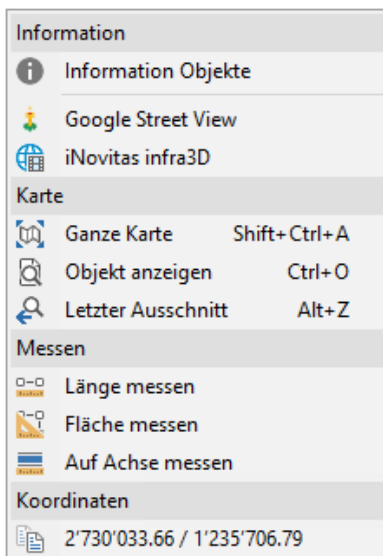 Information
Information Objekte
Google Street View
iNovitas infra3D
Karte
Ganze Karte Shift+Ctrl+A
Objekt anzeigen Ctrl+O
Letzter Ausschnitt Alt+Z
Messen
Länge messen
Fläche messen
Auf Achse messen
Koordinaten
2'730'033.66 / 1'235'706.79